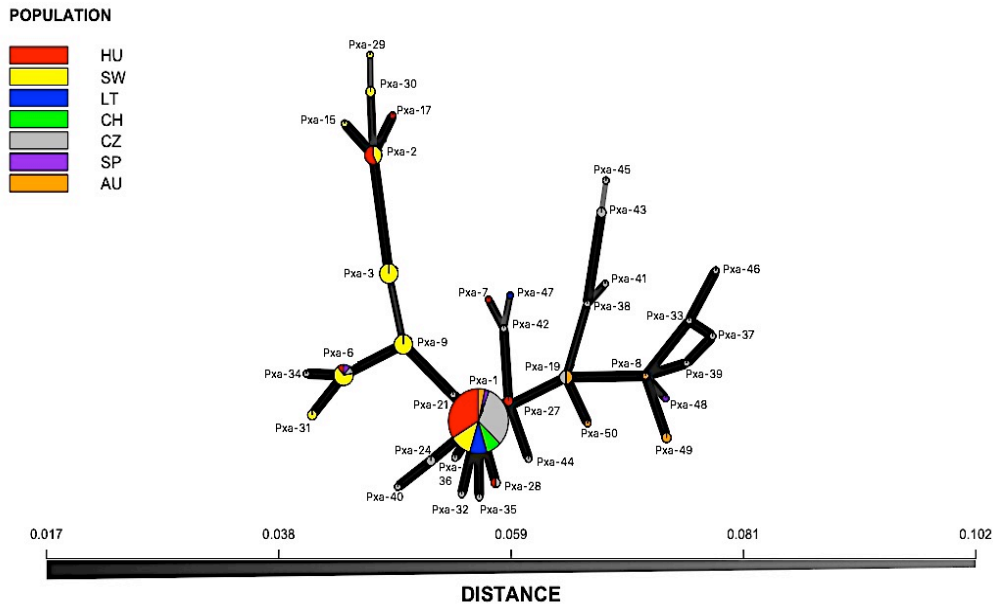 POPULATION
HU
SW
LT
CH
CZ
SP
AU
Pxa-29
Pxa-30
Pxa-15
Pxa-17
Pxa-2
Pxa-45
Pxa-43
Pxa-3
Pxa-46
Pxa-41
Pxa-7
Pxa-47
Pxa-38
Pxa-33
Pxa-42
Pxa-37
Pxa-9
Pxa-6
Pxa-19
Pxa-8
Pxa-34
Pxa-39
Pxa-1
Pxa-21
Pxa-48
Pxa-27
Pxa-31
Pxa-50
Pxa-49
Pxa-24
Pxa-44
Pxa-
36
Pxa-28
Pxa-40
Pxa-32
Pxa-35
0.017
0.038
0.059
0.081
0.102
DISTANCE